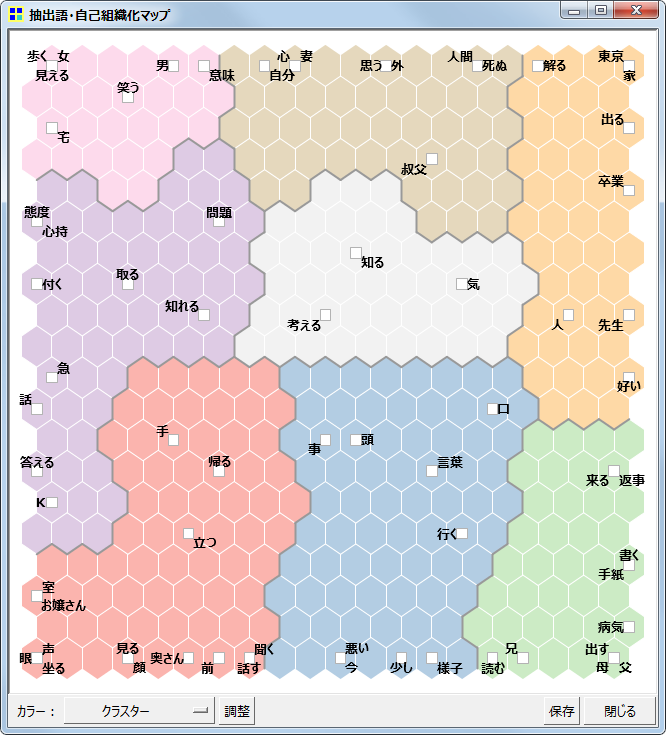 抽出語・自己組織化マップ
歩く 女
見える
男
意味
心 妻
自分
思う 外
人間
死ぬ
解る
東京
家
笑う
宅
出る
叔父
卒業
態度
心持
問題
知る
付く
取る
気
知れる
考える
人
先生
急
話
好い
口
手
事
頭
答える
帰る
言葉
来る 返事
K
立つ
行く
書く
手紙
室
お嬢さん
病気
眼
声
坐る
見る
顔
奥さん
前
聞く
話す
悪い
今
少し
様子
読む
兄
出す
母 父
カラー：
クラスター
調整
保存
閉じる